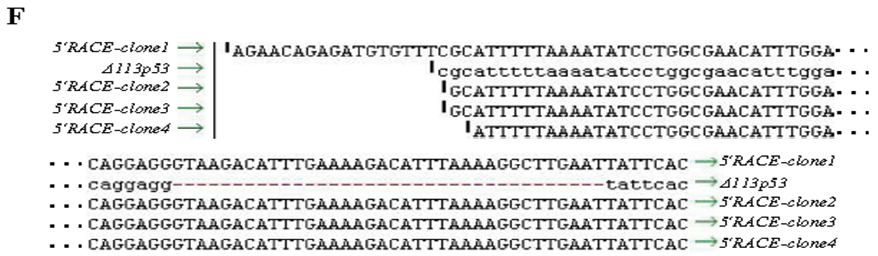 F
5'RACE-clone1 → AGAACAGAGATGTGTTTCGCATTTTTAAAATATCCTGGCGAACATTTGGA···
Δ113p53 → cgcatttttaaaatatcctggcgaacatttgga···
5'RACE-clone2 → GCATTTTTAAAATATCCTGGCGAACATTTGGA···
5'RACE-clone3 → GCATTTTTAAAATATCCTGGCGAACATTTGGA···
5'RACE-clone4 → ATTTTTAAAATATCCTGGCGAACATTTGGA···
···CAGGAGGGTAAGACATTTGAAAAGACATTTAAAAGGCTTGAATTATTCAC →5'RACE-clone1
···caggagg------------------------------------tattcac →Δ113p53
···CAGGAGGGTAAGACATTTGAAAAGACATTTAAAAGGCTTGAATTATTCAC →5'RACE-clone2
···CAGGAGGGTAAGACATTTGAAAAGACATTTAAAAGGCTTGAATTATTCAC →5'RACE-clone3
···CAGGAGGGTAAGACATTTGAAAAGACATTTAAAAGGCTTGAATTATTCAC →5'RACE-clone4